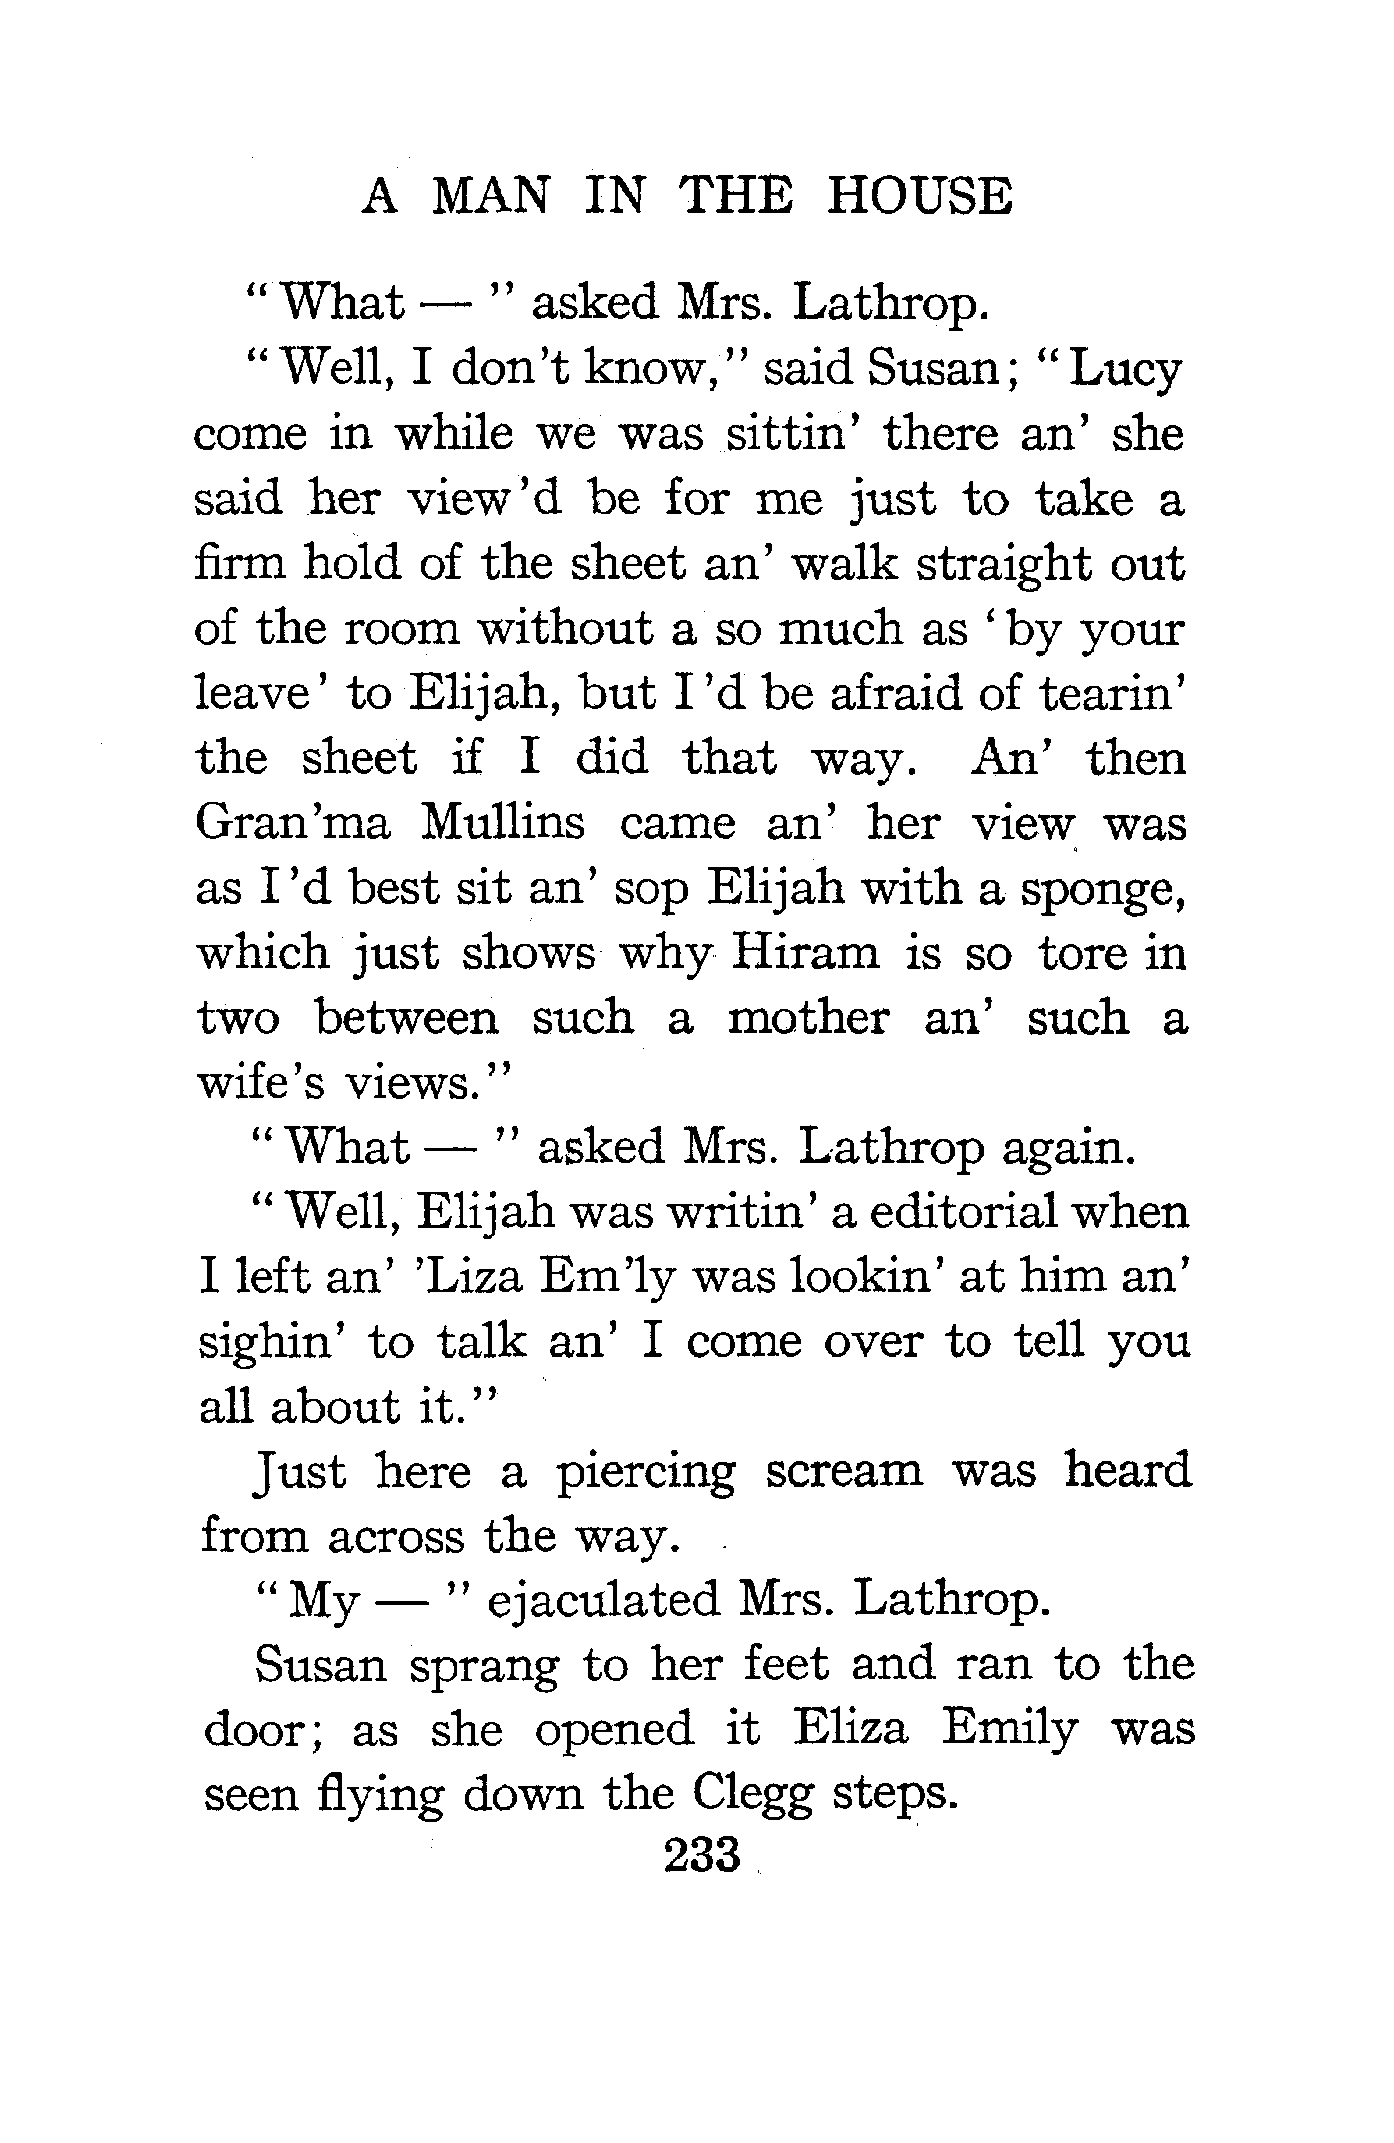 A MAN IN THE HOUSE
“What — ” asked Mrs. Lathrop.
“Well, I don’t know,” said Susan; “Lucy
come in while we was sittin’ there an’ she
said her view’d be for me just to take a
firm hold of the sheet an’ walk straight out
of the room without a so much as ‘by your
leave’ to Elijah, but I’d be afraid of tearin’
the sheet if I did that way. An’ then
Gran’ma Mullins came an’ her view was
as I’d best sit an’ sop Elijah with a sponge,
which just shows why Hiram is so tore in
two between such a mother an’ such a
wife’s views.”
“What — ” asked Mrs. Lathrop again.
“Well, Elijah was writin’ a editorial when
I left an’ ’Liza Em’ly was lookin’ at him an’
sighin’ to talk an’ I come over to tell you
all about it.”
Just here a piercing scream was heard
from across the way.
“My — ” ejaculated Mrs. Lathrop.
Susan sprang to her feet and ran to the
door; as she opened it Eliza Emily was
seen flying down the Clegg steps.
233